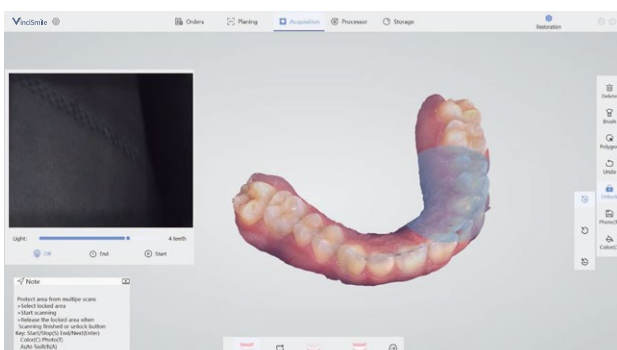 VinciSmile
Orders
Planing
Acquisition
Processor
Storage
Restoration
Delete
Brush
Polygon
Undo
Unlock
Photo(F)
Color(C)
Light:
4 teeth
Off
End
Start
Note
Protect area from multiple scans
>Select locked area
>Start scanning
>Release the locked area when
Scanning finished or unlock button
Key: Start/Stop(S) End/Next(Enter)
Color(C) Photo(F)
Auto Swift(N/A)